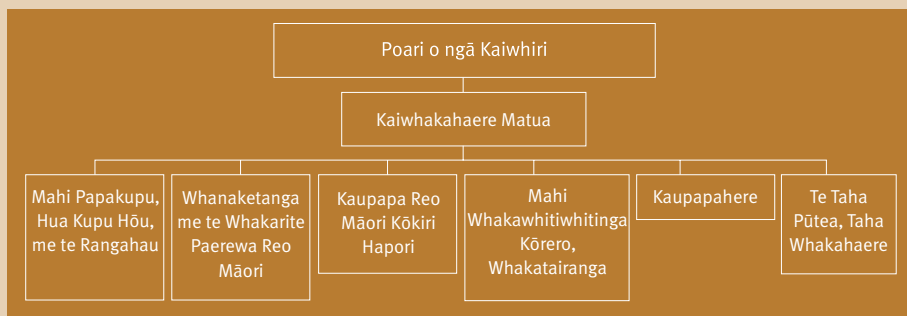 Poari o ngā Kaiwhiri
Kaiwhakahaere Matua
Mahi Papakupu,
Hua Kupu Hōu,
me te Rangahau
Whanaketanga
me te Whakarite
Paerewa Reo
Māori
Kaupapa Reo
Māori Kōkiri
Hapori
Mahi
Whakawhitiwhitinga
Kōrero,
Whakatairanga
Kaupapahere
Te Taha
Pūtea, Taha
Whakahaere